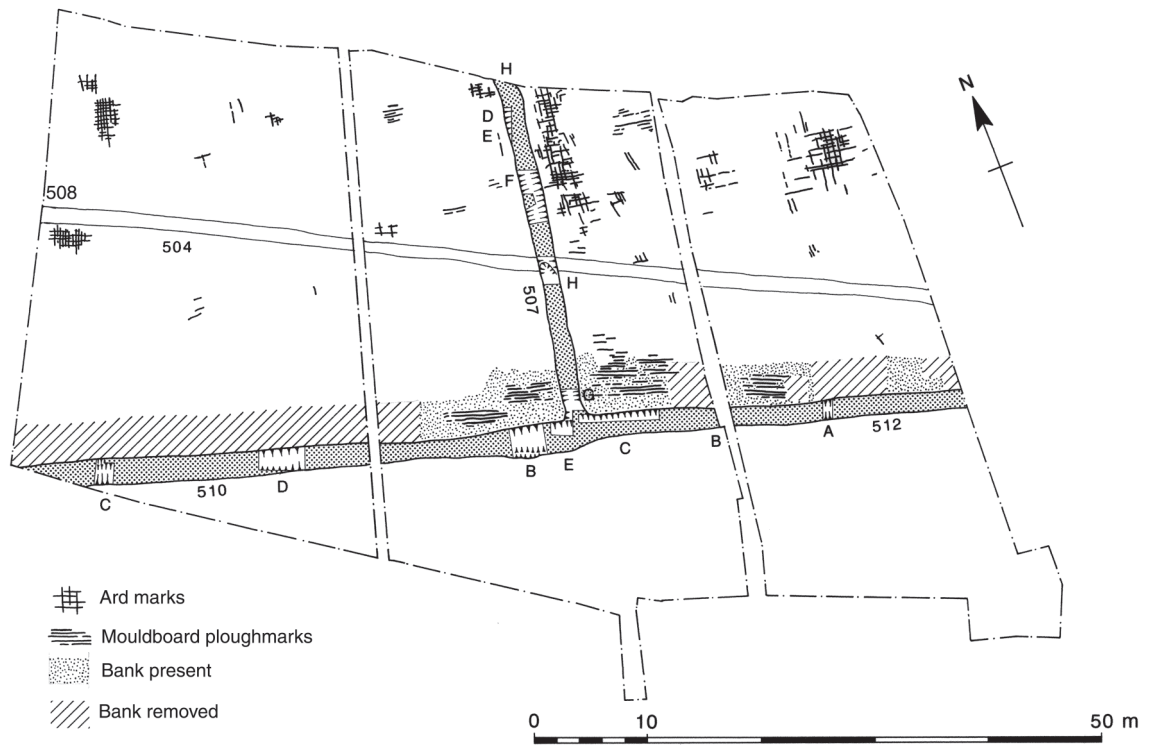 H
N
D
E
F
508
504
H
507
G
A
512
B
C
B
E
D
510
C
Ard marks
Mouldboard ploughmarks
Bank present
Bank removed
0 10 50 m